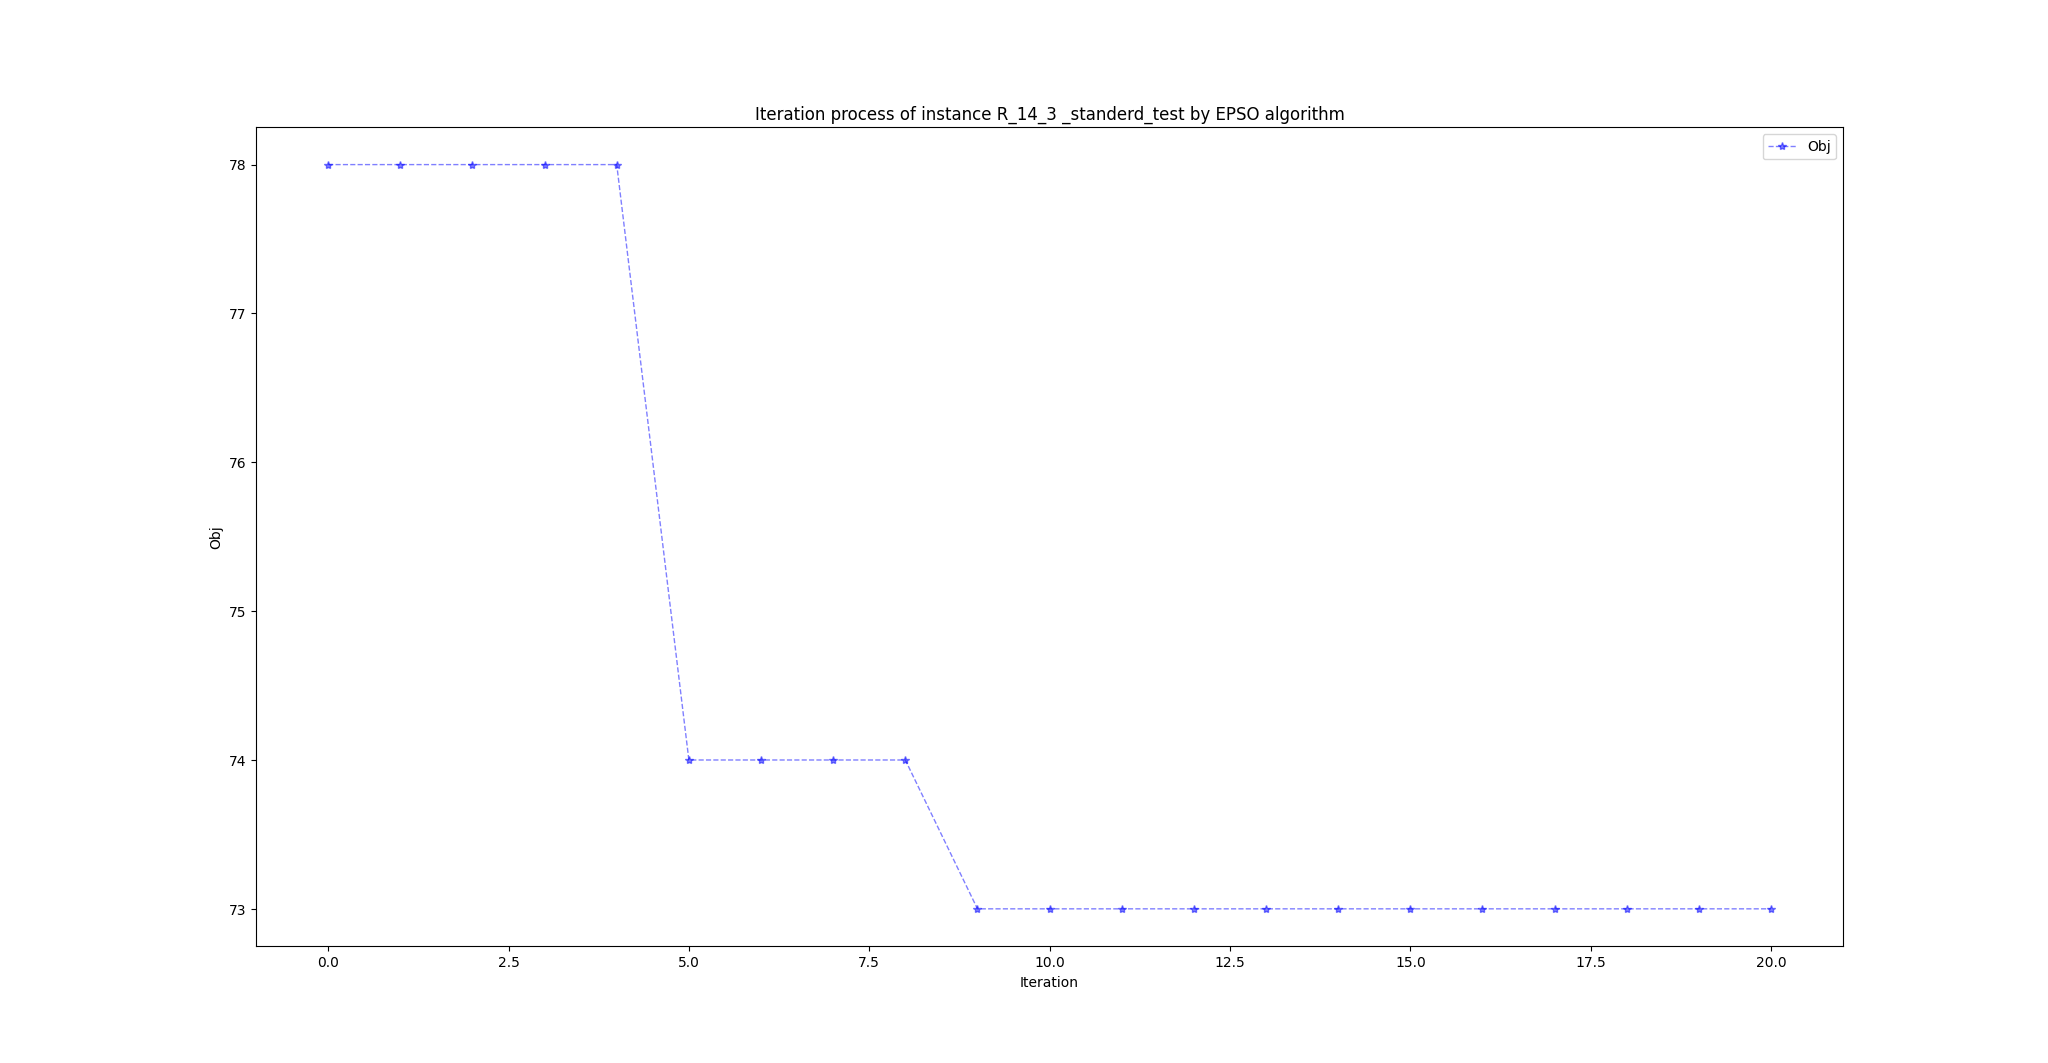 Iteration process of instance R_14_3 _standerd_test by EPSO algorithm
Obj
78
77
76
75
74
73
Obj
0.0 2.5 5.0 7.5 10.0 12.5 15.0 17.5 20.0
Iteration